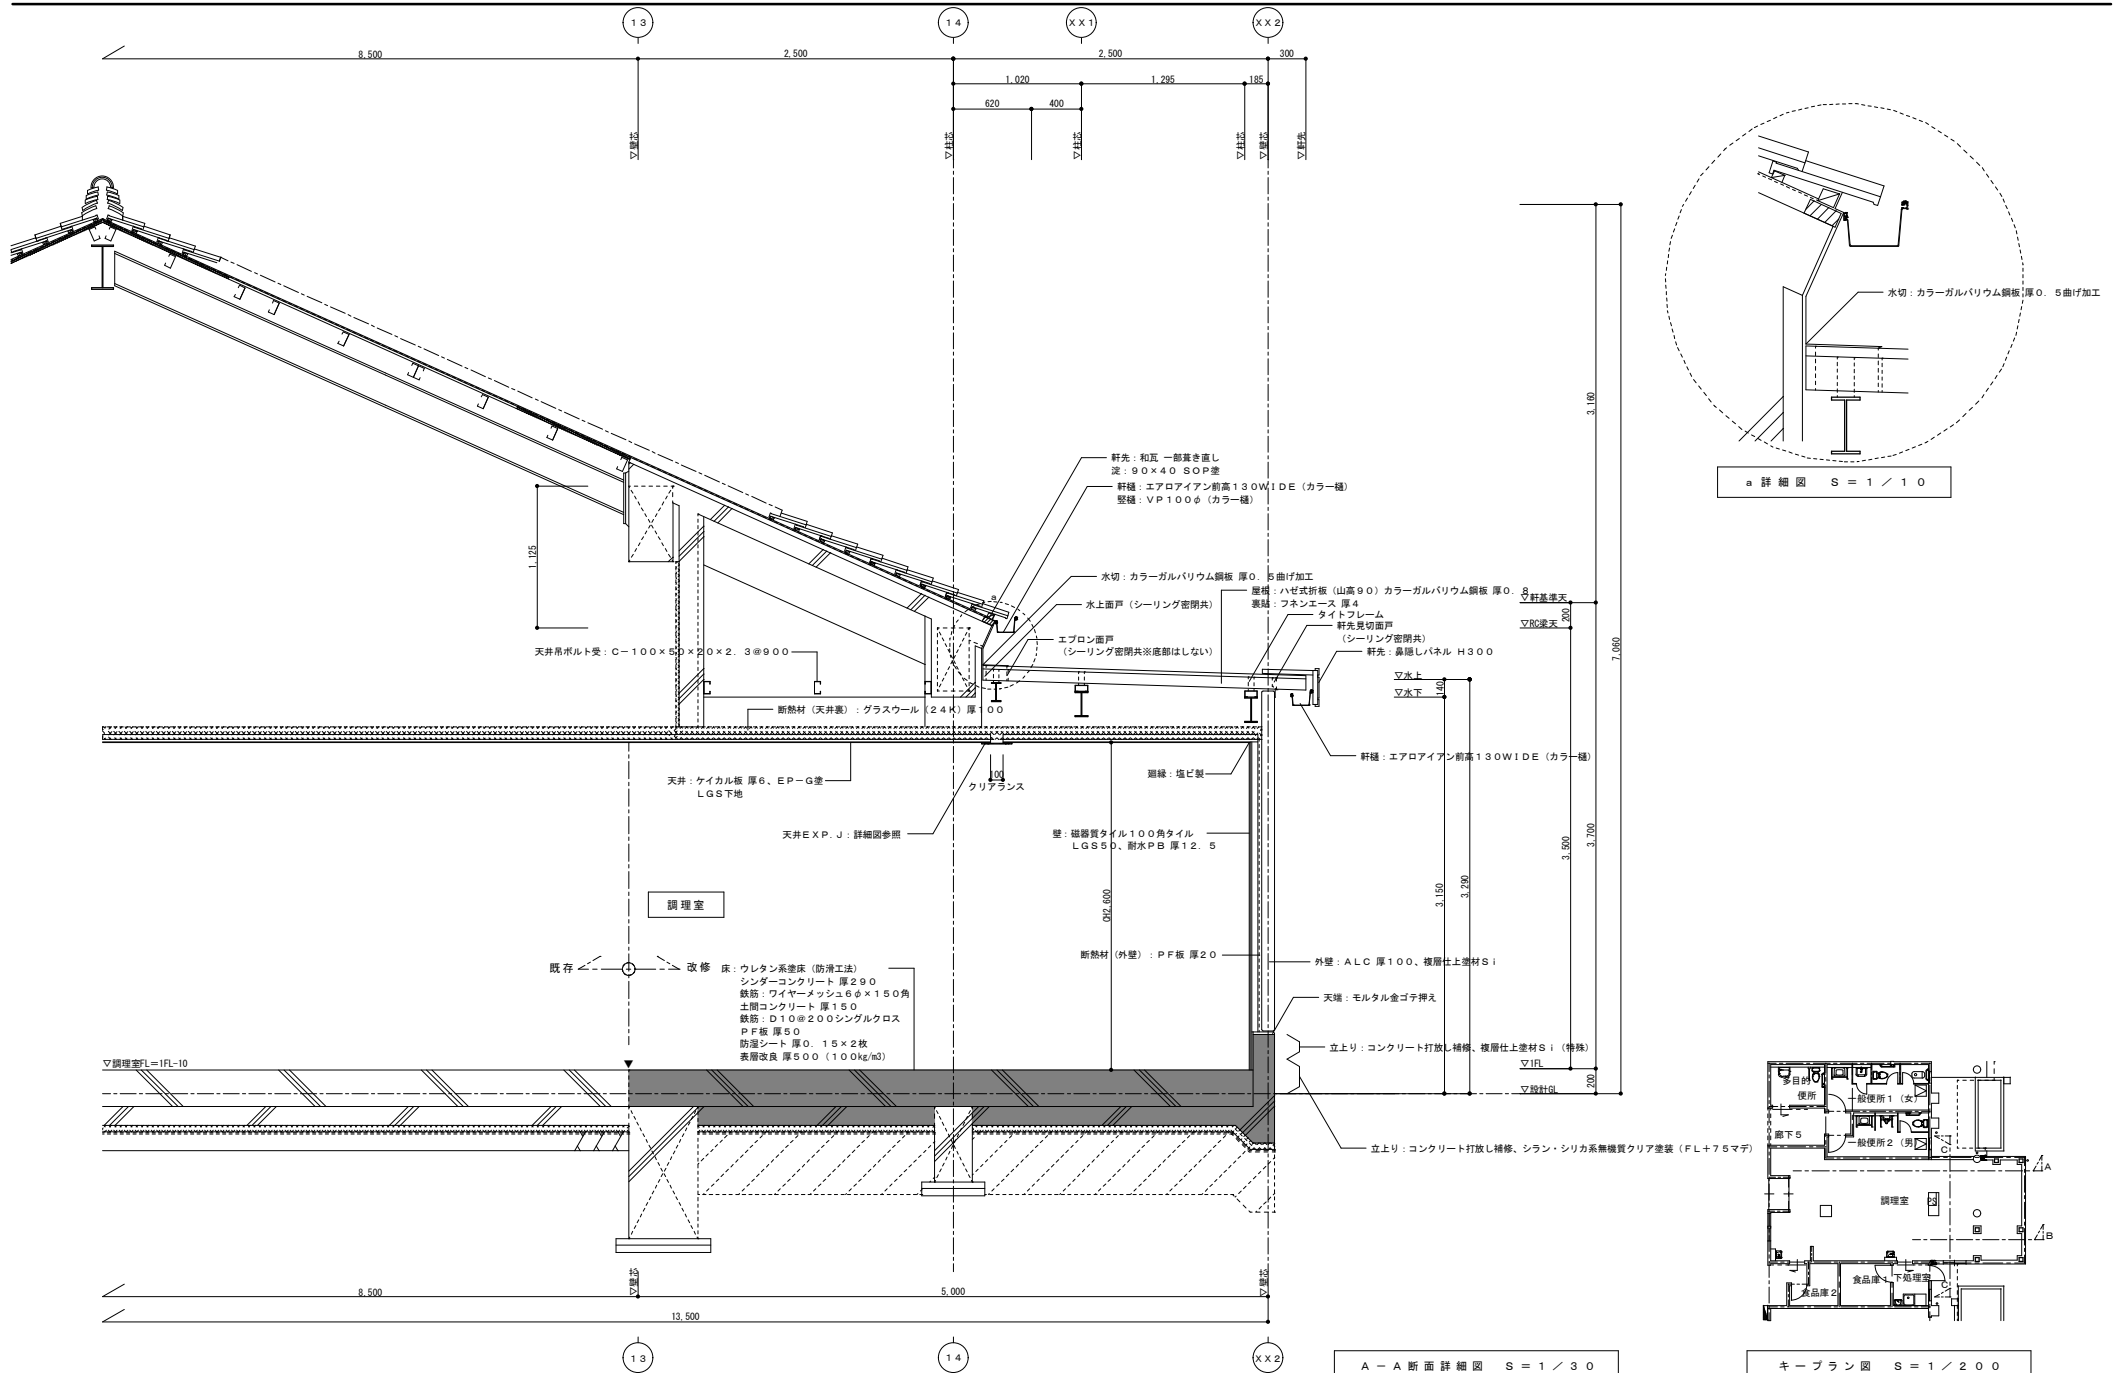 13
14
XX1
XX2
8,500
2,500
2,500
300
1,020
1,295
185
620
400
▽壁芯
▽柱芯
▽柱芯
▽柱芯
▽壁芯
▽軒先
水切：カラーガルバリウム鋼板 厚0.5曲げ加工
a 詳細図 S=1/10
3,160
1,125
軒先：和瓦 一部葺き直し
淀：90×40 SOP塗
軒樋：エアロアイアン前高130WIDE（カラー樋）
竪樋：VP100φ（カラー樋）
a
水切：カラーガルバリウム鋼板 厚0.5曲げ加工
屋根：ハゼ式折板（山高90）カラーガルバリウム鋼板 厚0.8
裏貼：フネンエース 厚4
水上面戸（シーリング密閉共）
タイトフレーム
軒先見切面戸
（シーリング密閉共）
エプロン面戸
（シーリング密閉共※底部はしない）
軒先：鼻隠しパネル H300
▽軒基準天
200
▽RC梁天
7,060
▽水上
140
▽水下
天井吊ボルト受：C-100×50×20×2.3@900
断熱材（天井裏）：グラスウール（24K）厚100
天井：ケイカル板 厚6、EP-G塗
LGS下地
100
クリアランス
廻縁：塩ビ製
軒樋：エアロアイアン前高130WIDE（カラー樋）
天井EXP.J：詳細図参照
壁：磁器質タイル100角タイル
LGS50、耐水PB 厚12.5
CH2,600
3,150
3,290
3,500
3,700
調理室
既存
改修
床：ウレタン系塗床（防滑工法）
シンダーコンクリート 厚290
鉄筋：ワイヤーメッシュ6φ×150角
土間コンクリート 厚150
鉄筋：D10@200シングルクロス
PF板 厚50
防湿シート 厚0.15×2枚
表層改良 厚500（100kg/m3）
断熱材（外壁）：PF板 厚20
外壁：ALC 厚100、複層仕上塗材Si
天端：モルタル金ゴテ押え
立上り：コンクリート打放し補修、複層仕上塗材Si（特殊）
▽調理室FL=1FL-10
▽1FL
200
▽設計GL
立上り：コンクリート打放し補修、シラン・シリカ系無機質クリア塗装（FL+75マデ）
多目的
便所
一般便所1（女）
廊下5
一般便所2（男）
C
A
調理室
PS
B
食品庫1
下処理室
C
食品庫2
▽壁芯
▽壁芯
8,500
5,000
13,500
13
14
XX2
A-A断面詳細図 S=1/30
キープラン図 S=1/200